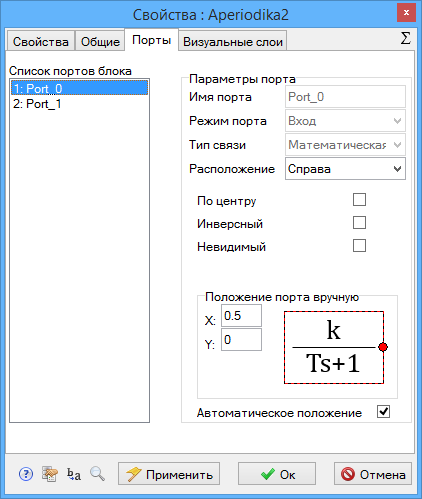 Свойства : Aperiodika2
x
Свойства Общие Порты Визуальные слои Σ
Список портов блока
1: Port_0
2: Port_1
Параметры порта
Имя порта Port_0
Режим порта Вход
Тип связи Математическая
Расположение Справа
По центру
Инверсный
Невидимый
Положение порта вручную
X: 0.5
Y: 0
k
Ts+1
Автоматическое положение
? b,a Применить Ок Отмена